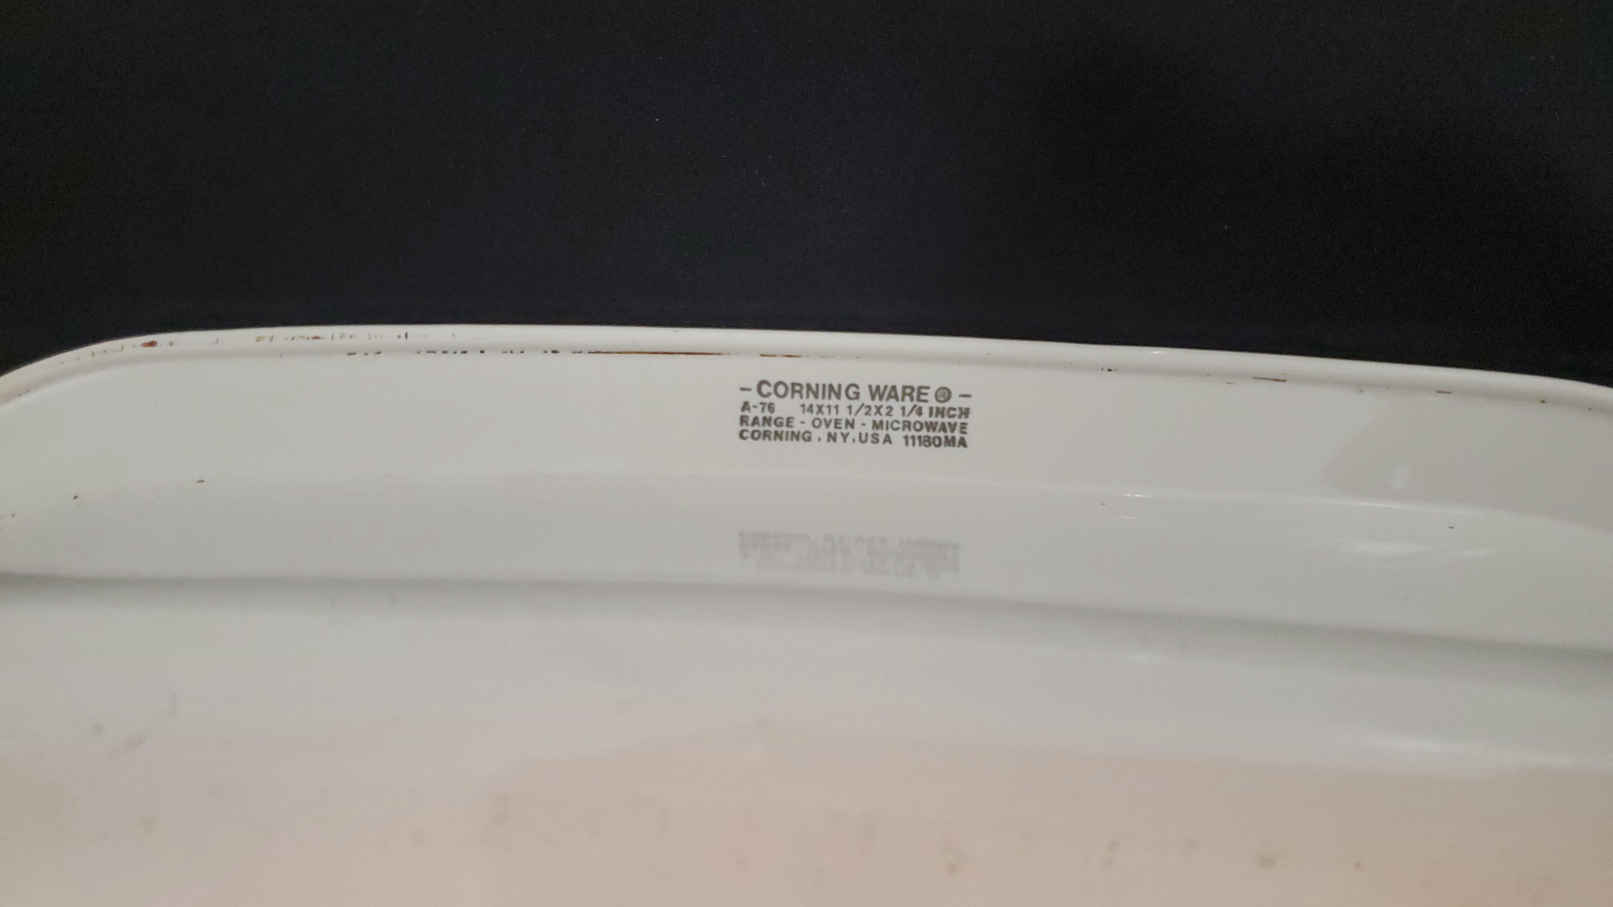 - CORNING WARE ® -
A-76 14X11 1/2X2 1/4 INCH
RANGE - OVEN - MICROWAVE
CORNING , NY, USA 11180MA